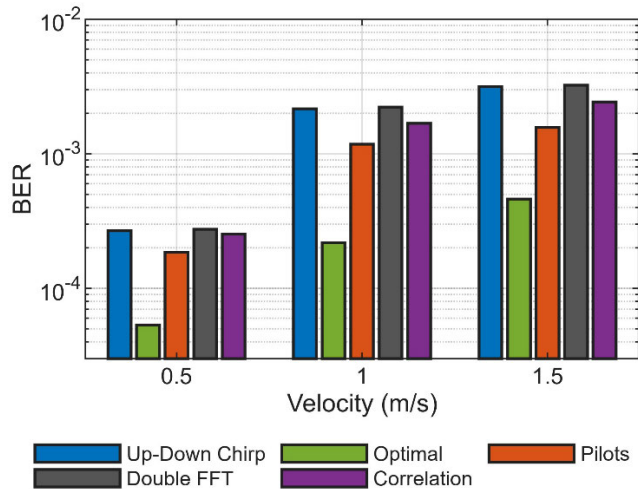 10⁻²
10⁻³
10⁻⁴
BER
0.5 1 1.5
Velocity (m/s)
Up-Down Chirp Optimal Pilots
Double FFT Correlation